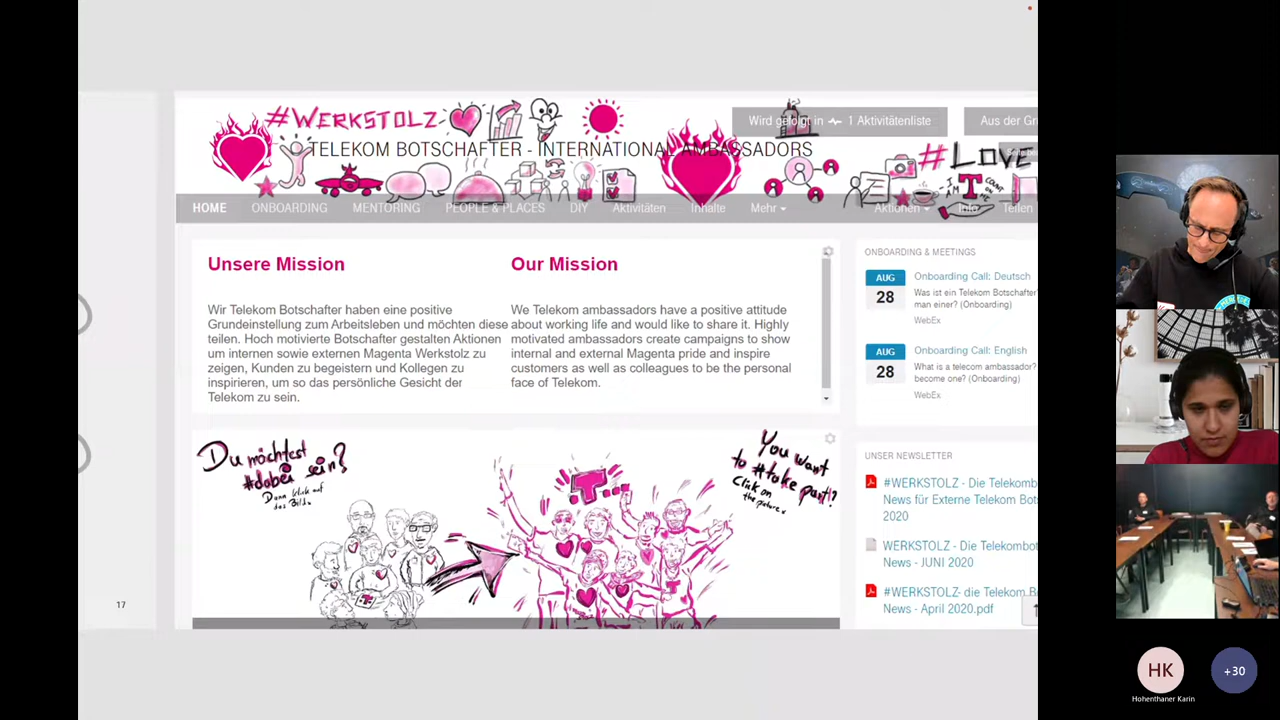 #WERKSTOLZ
TELEKOM BOTSCHAFTER - INTERNATIONAL AMBASSADORS
Wird gefolgt in 1 Aktivitätenliste
Aus der Gr
#LOVE
I AM T COUNT ON ME
HOME ONBOARDING MENTORING PEOPLE & PLACES DIY Aktivitäten Inhalte Mehr Aktionen Info Teilen
Unsere Mission
Wir Telekom Botschafter haben eine positive
Grundeinstellung zum Arbeitsleben und möchten diese
teilen. Hoch motivierte Botschafter gestalten Aktionen
um internen sowie externen Magenta Werkstolz zu
zeigen, Kunden zu begeistern und Kollegen zu
inspirieren, um so das persönliche Gesicht der
Telekom zu sein.
Our Mission
We Telekom ambassadors have a positive attitude
about working life and would like to share it. Highly
motivated ambassadors create campaigns to show
internal and external Magenta pride and inspire
customers as well as colleagues to be the personal
face of Telekom.
ONBOARDING & MEETINGS
AUG
28
Onboarding Call: Deutsch
Was ist ein Telekom Botschafter
man einer? (Onboarding)
WebEx
AUG
28
Onboarding Call: English
What is a telecom ambassador?
become one? (Onboarding)
WebEx
Du möchtest
#dabei sein?
Dann klick auf
das Bild
You want
to #take part?
Click on
the picture
T...
UNSER NEWSLETTER
#WERKSTOLZ - Die Telekomb
News für Externe Telekom Bot
2020
WERKSTOLZ - Die Telekombot
News - JUNI 2020
#WERKSTOLZ- die Telekom B
News - April 2020.pdf
17
HK
+30
Hohenthaner Karin